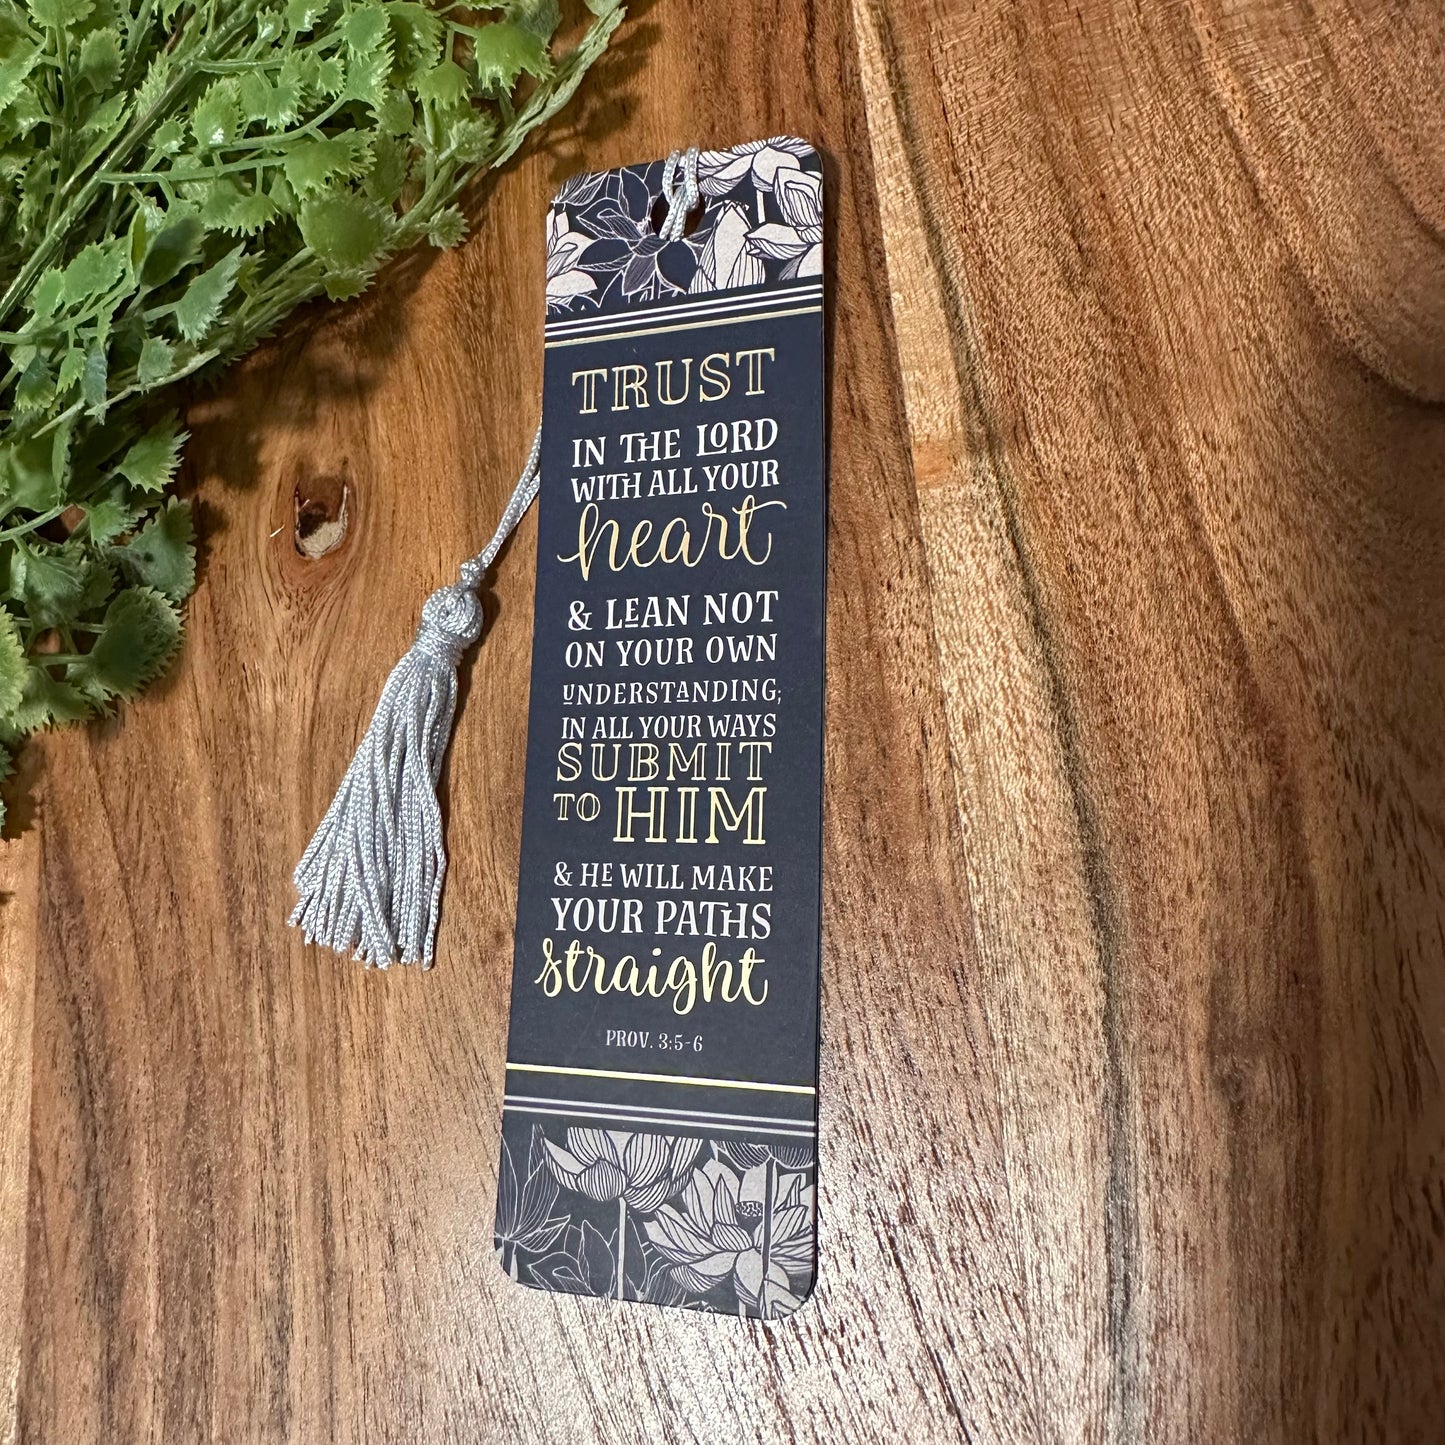 TRUST
IN THE LORD
WITH ALL YOUR
heart
& LEAN NOT
ON YOUR OWN
UNDERSTANDING;
IN ALL YOUR WAYS
SUBMIT
TO HIM
& HE WILL MAKE
YOUR PATHS
straight
PROV. 3:5-6